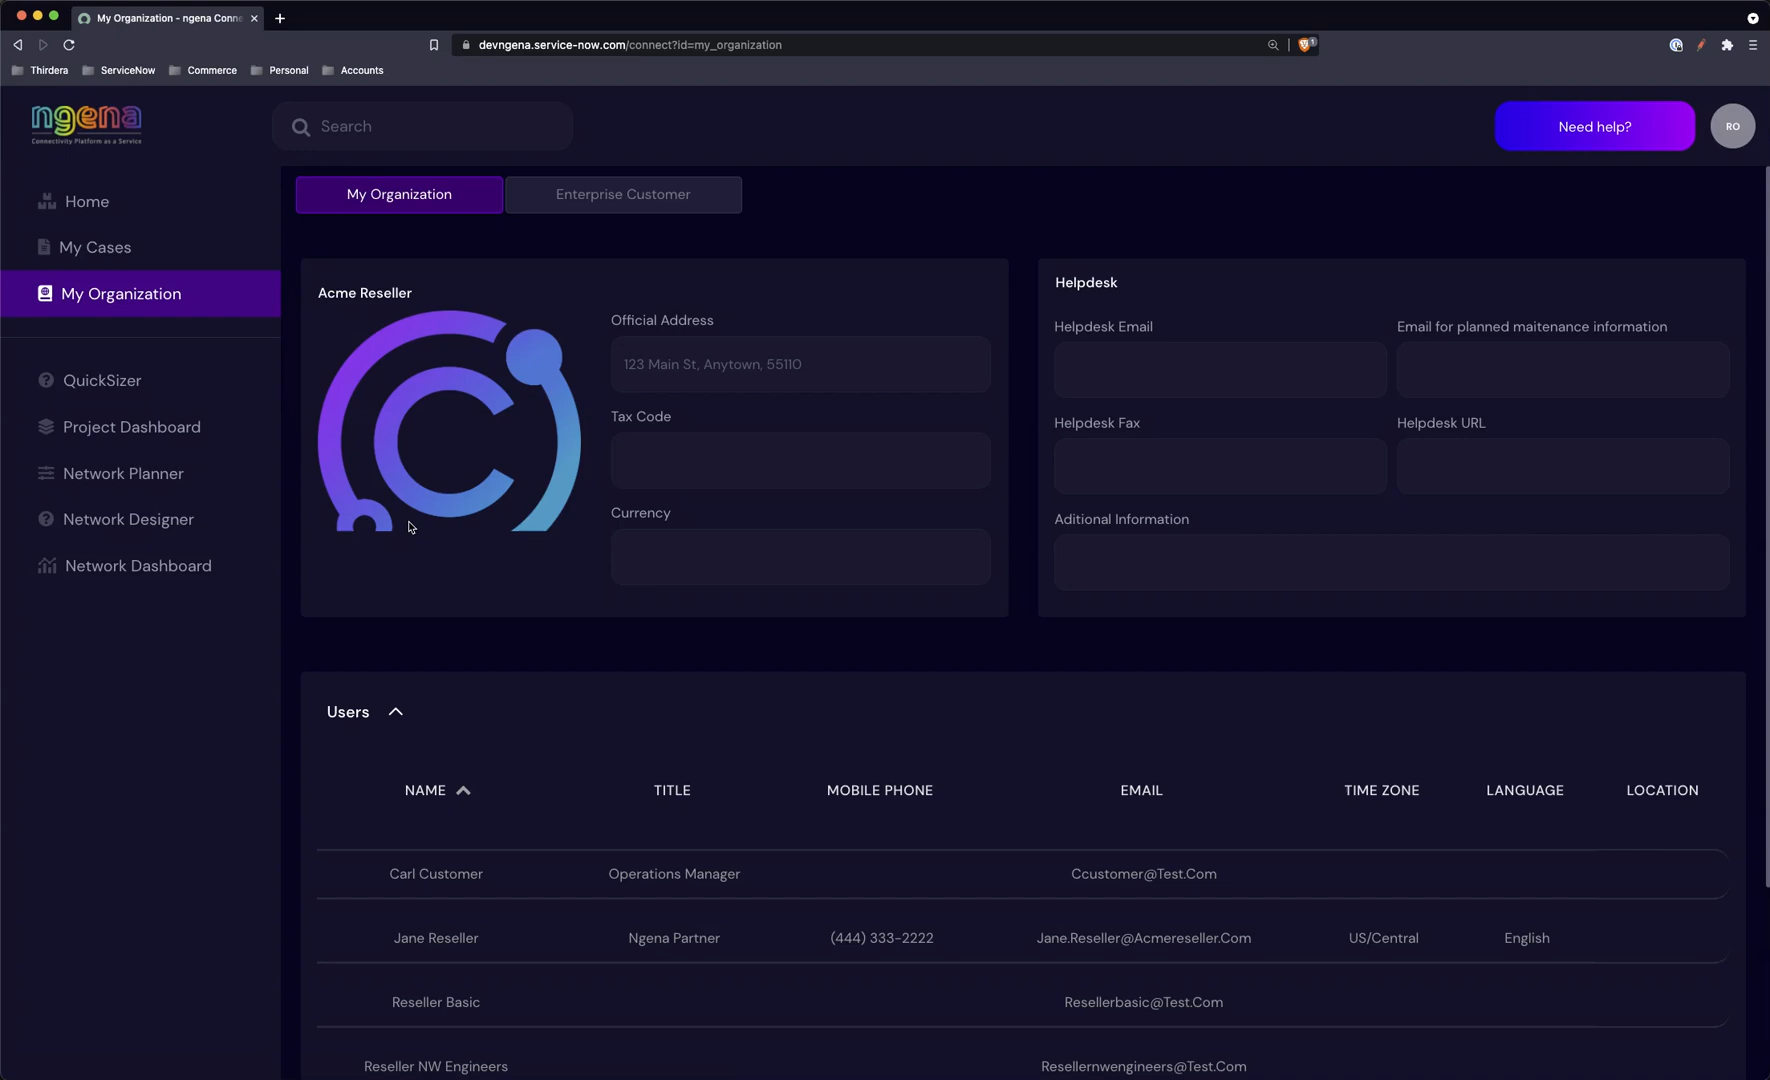 My Organization - ngena Conne
devngena.service-now.com/connect?id=my_organization
Thirdera ServiceNow Commerce Personal Accounts
ngena
Connectivity Platform as a Service
Search
Need help?
RO
Home
My Cases
My Organization
QuickSizer
Project Dashboard
Network Planner
Network Designer
Network Dashboard
My Organization Enterprise Customer
Acme Reseller
Official Address
123 Main St, Anytown, 55110
Tax Code
Currency
Helpdesk
Helpdesk Email Email for planned maitenance information
Helpdesk Fax Helpdesk URL
Aditional Information
Users
NAME TITLE MOBILE PHONE EMAIL TIME ZONE LANGUAGE LOCATION
Carl Customer Operations Manager Ccustomer@Test.Com
Jane Reseller Ngena Partner (444) 333-2222 Jane.Reseller@Acmereseller.Com US/Central English
Reseller Basic Resellerbasic@Test.Com
Reseller NW Engineers Resellernwengineers@Test.Com